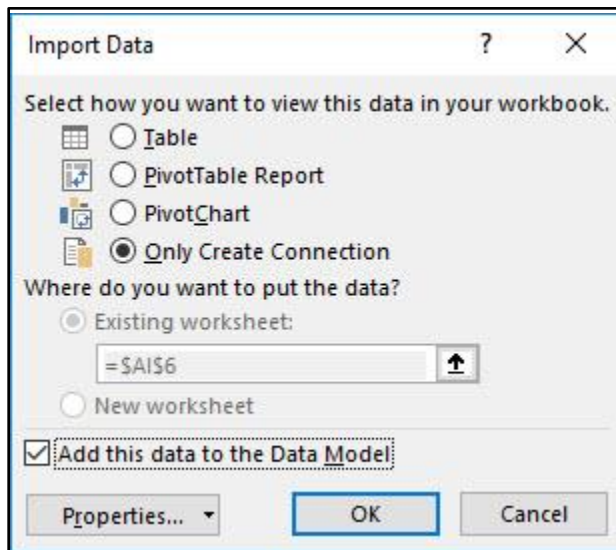 Import Data ?
Select how you want to view this data in your workbook.
Table
PivotTable Report
PivotChart
Only Create Connection
Where do you want to put the data?
Existing worksheet:
=$AI$6
New worksheet
Add this data to the Data Model
Properties... OK Cancel